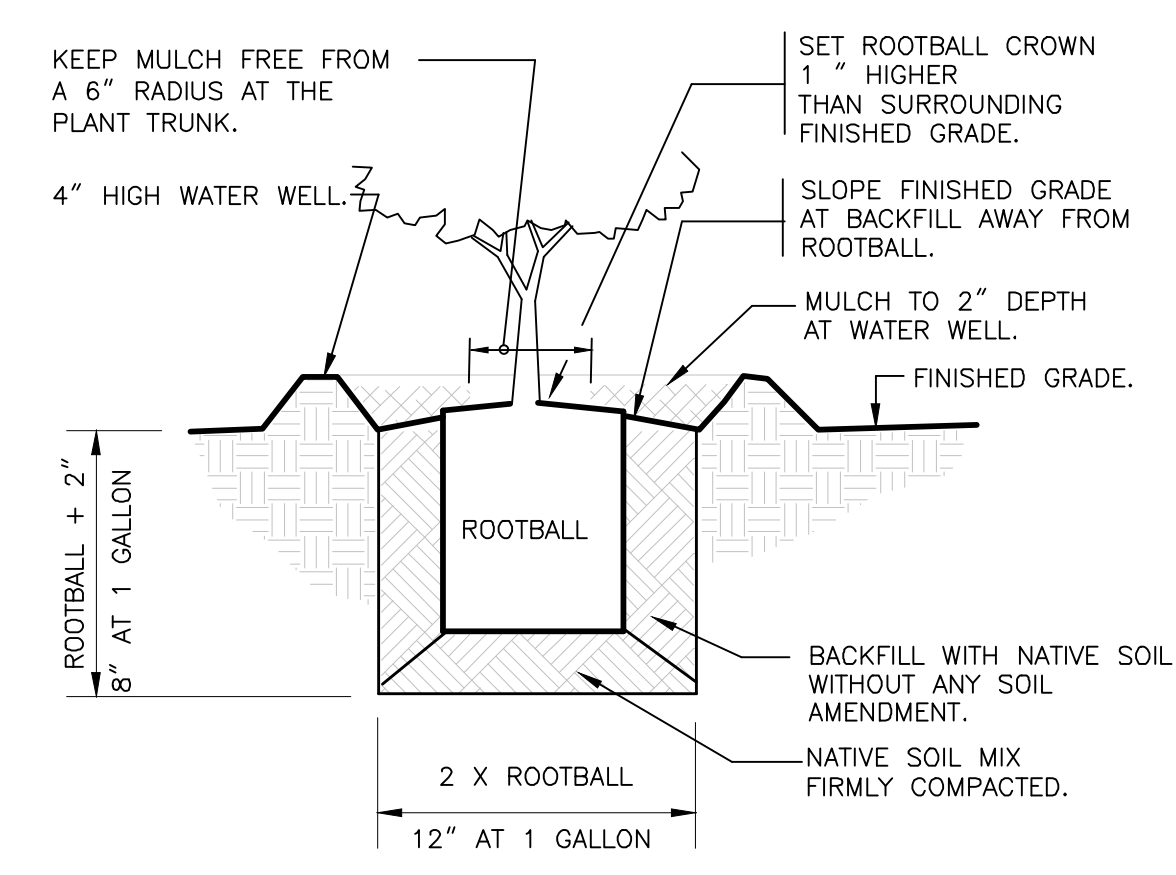 KEEP MULCH FREE FROM
A 6" RADIUS AT THE
PLANT TRUNK.
4" HIGH WATER WELL.
SET ROOTBALL CROWN
1 " HIGHER
THAN SURROUNDING
FINISHED GRADE.
SLOPE FINISHED GRADE
AT BACKFILL AWAY FROM
ROOTBALL.
MULCH TO 2" DEPTH
AT WATER WELL.
FINISHED GRADE.
ROOTBALL + 2"
8" AT 1 GALLON
ROOTBALL
BACKFILL WITH NATIVE SOIL
WITHOUT ANY SOIL
AMENDMENT.
NATIVE SOIL MIX
FIRMLY COMPACTED.
2 X ROOTBALL
12" AT 1 GALLON